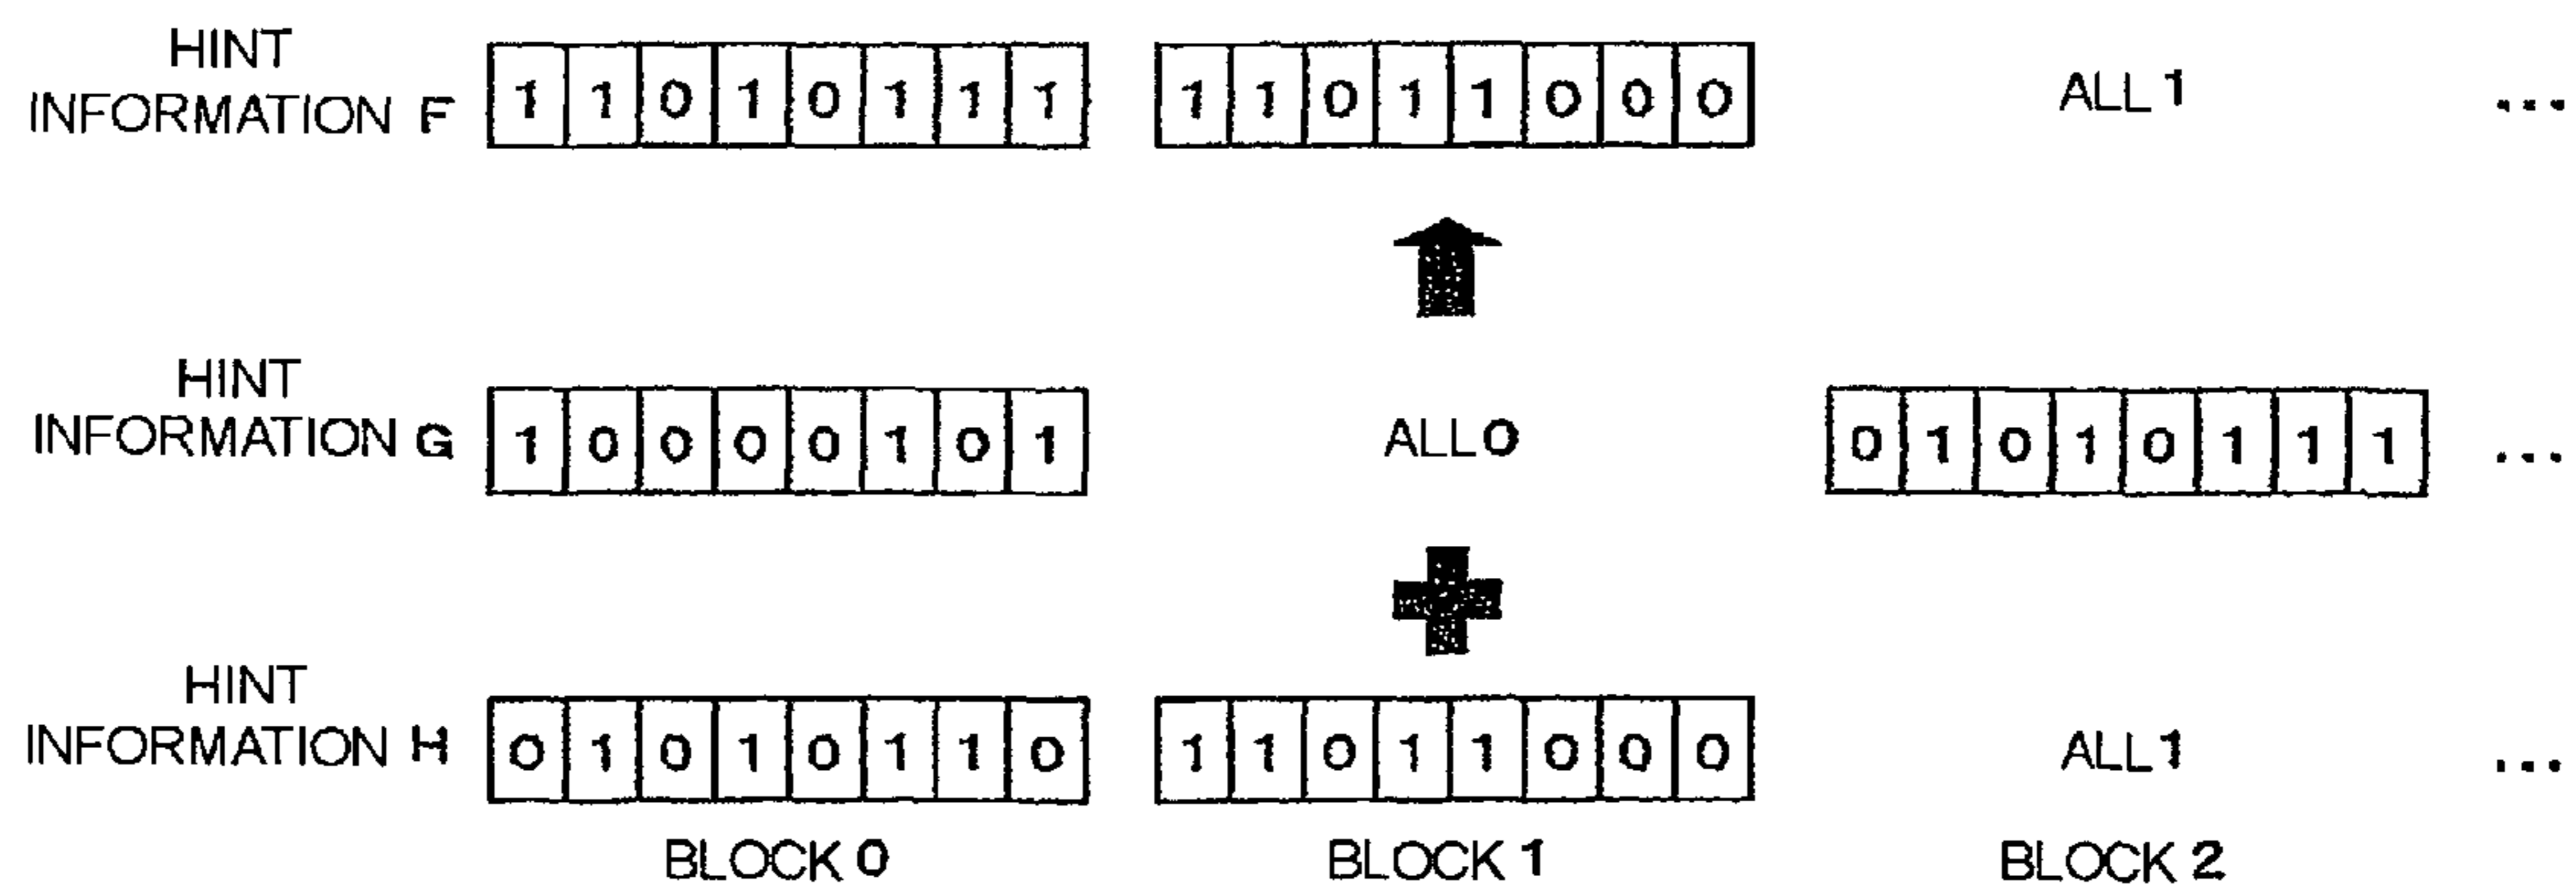 HINT
INFORMATION F 1 1 0 1 0 1 1 1 1 1 0 1 1 0 0 0 ALL 1 ...
HINT
INFORMATION G 1 0 0 0 0 1 0 1 ALL 0 0 1 0 1 0 1 1 1 ...
HINT
INFORMATION H 0 1 0 1 0 1 1 0 1 1 0 1 1 0 0 0 ALL 1 ...
BLOCK 0 BLOCK 1 BLOCK 2